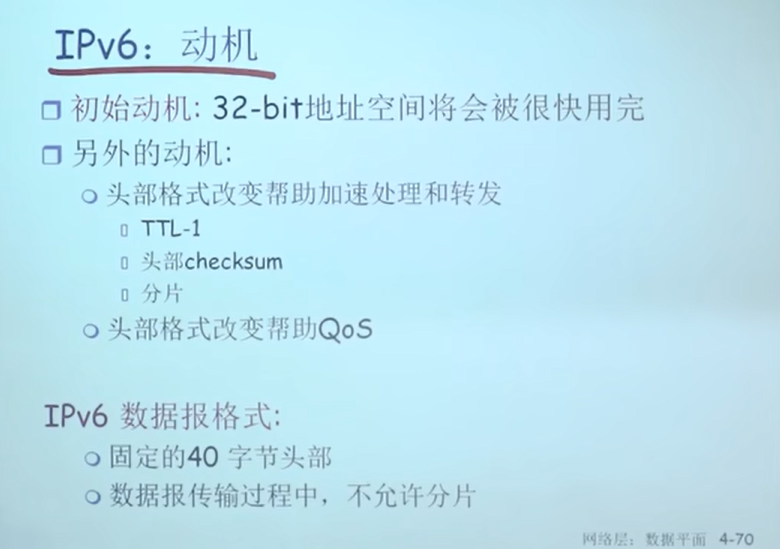 IPv6：动机
初始动机: 32-bit地址空间将会被很快用完
另外的动机:
头部格式改变帮助加速处理和转发
TTL-1
头部checksum
分片
头部格式改变帮助QoS
IPv6 数据报格式:
固定的40 字节头部
数据报传输过程中，不允许分片
网络层：数据平面 4-70